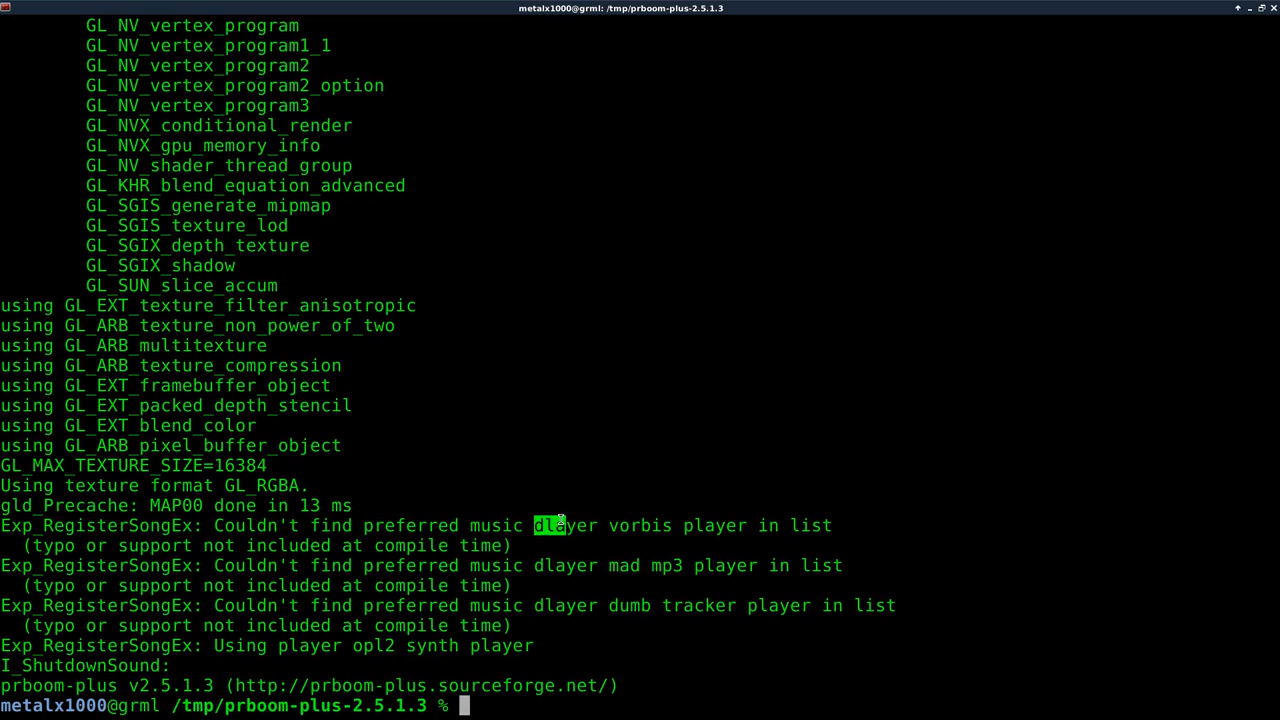 metalx1000@grml: /tmp/prboom-plus-2.5.1.3
GL_NV_vertex_program
GL_NV_vertex_program1_1
GL_NV_vertex_program2
GL_NV_vertex_program2_option
GL_NV_vertex_program3
GL_NVX_conditional_render
GL_NVX_gpu_memory_info
GL_NV_shader_thread_group
GL_KHR_blend_equation_advanced
GL_SGIS_generate_mipmap
GL_SGIS_texture_lod
GL_SGIX_depth_texture
GL_SGIX_shadow
GL_SUN_slice_accum
using GL_EXT_texture_filter_anisotropic
using GL_ARB_texture_non_power_of_two
using GL_ARB_multitexture
using GL_ARB_texture_compression
using GL_EXT_framebuffer_object
using GL_EXT_packed_depth_stencil
using GL_EXT_blend_color
using GL_ARB_pixel_buffer_object
GL_MAX_TEXTURE_SIZE=16384
Using texture format GL_RGBA.
gld_Precache: MAP00 done in 13 ms
Exp_RegisterSongEx: Couldn't find preferred music dlayer vorbis player in list
(typo or support not included at compile time)
Exp_RegisterSongEx: Couldn't find preferred music dlayer mad mp3 player in list
(typo or support not included at compile time)
Exp_RegisterSongEx: Couldn't find preferred music dlayer dumb tracker player in list
(typo or support not included at compile time)
Exp_RegisterSongEx: Using player opl2 synth player
I_ShutdownSound:
prboom-plus v2.5.1.3 (http://prboom-plus.sourceforge.net/)
metalx1000@grml /tmp/prboom-plus-2.5.1.3 %